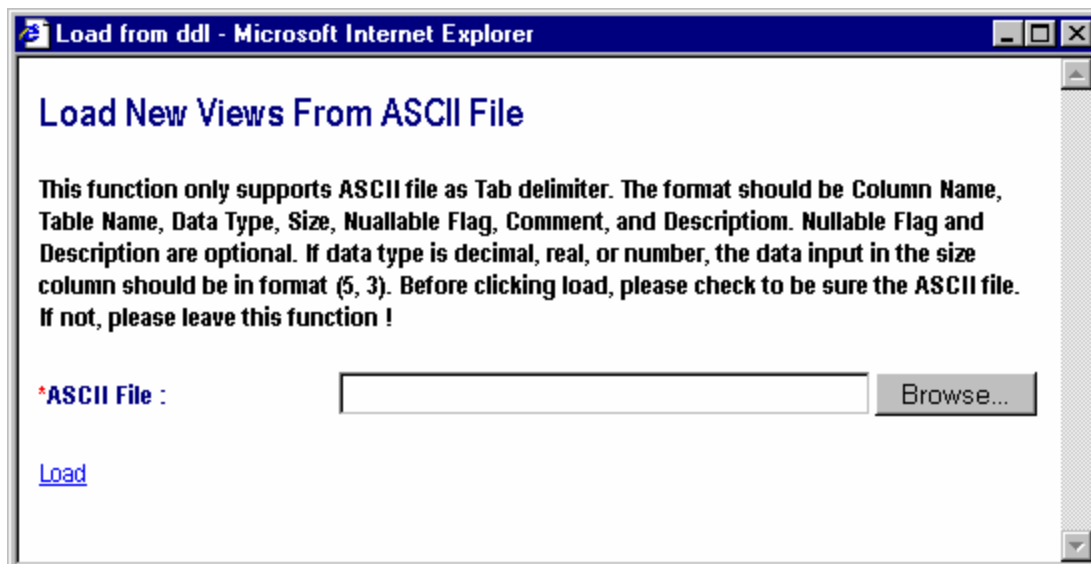 Load from ddl - Microsoft Internet Explorer
Load New Views From ASCII File
This function only supports ASCII file as Tab delimiter. The format should be Column Name,
Table Name, Data Type, Size, Nuallable Flag, Comment, and Descriptiom. Nullable Flag and
Description are optional. If data type is decimal, real, or number, the data input in the size
column should be in format (5, 3). Before clicking load, please check to be sure the ASCII file.
If not, please leave this function !
*ASCII File :
Browse...
Load